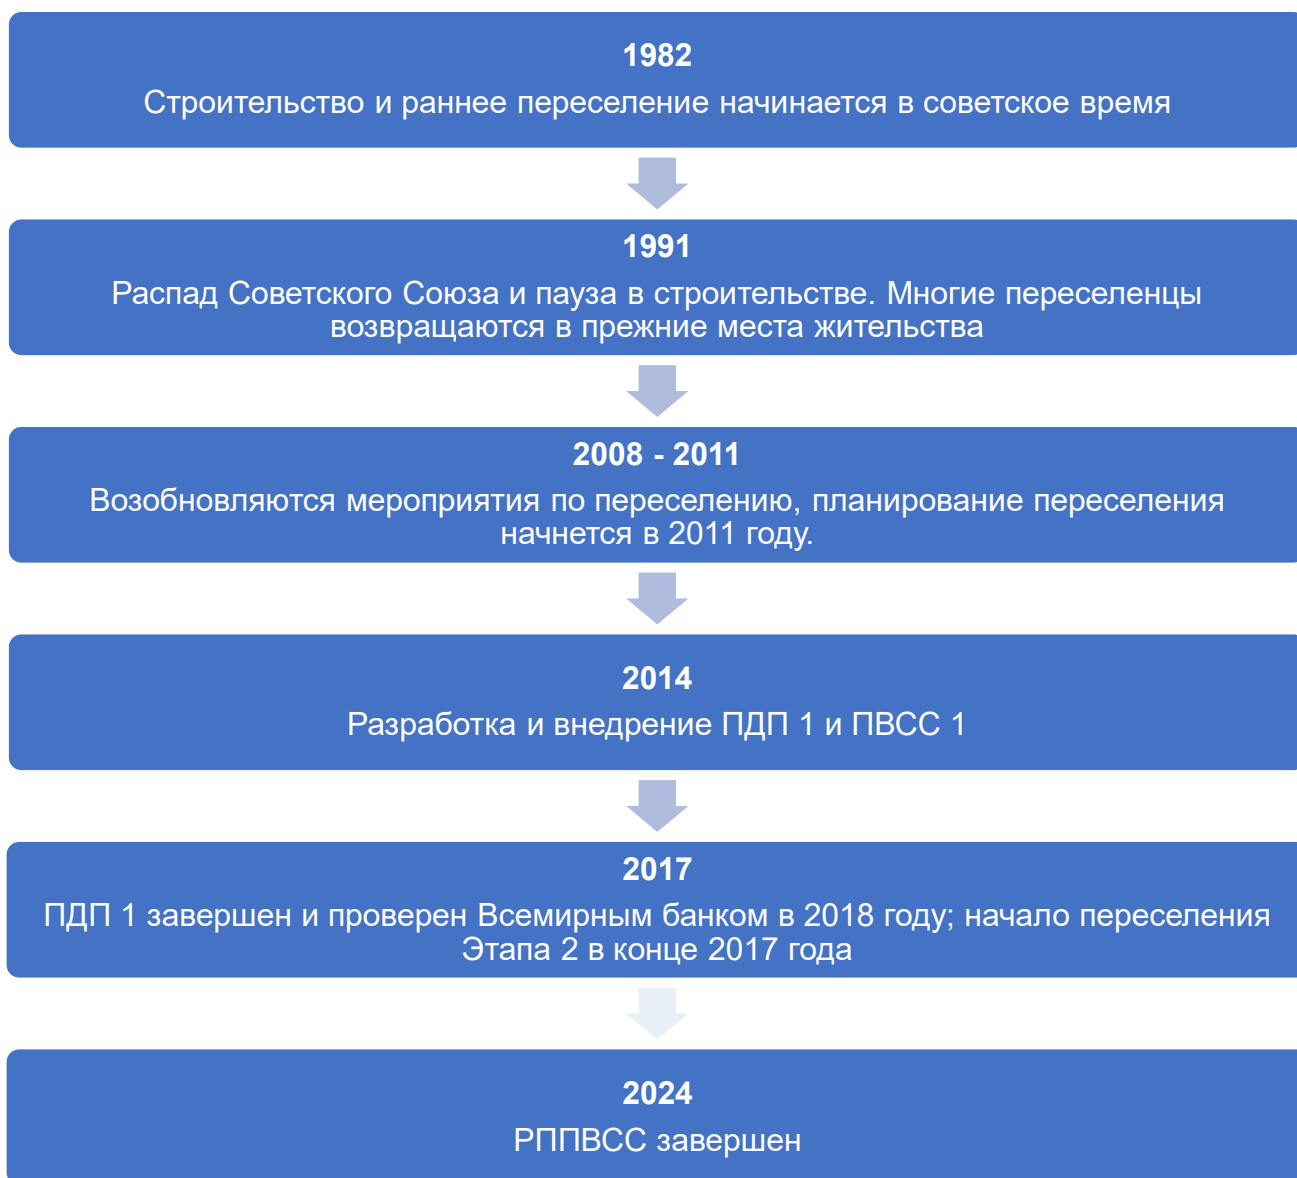 1982
Строительство и раннее переселение начинается в советское время
1991
Распад Советского Союза и пауза в строительстве. Многие переселенцы
возвращаются в прежние места жительства
2008 - 2011
Возобновляются мероприятия по переселению, планирование переселения
начнется в 2011 году.
2014
Разработка и внедрение ПДП 1 и ПВСС 1
2017
ПДП 1 завершен и проверен Всемирным банком в 2018 году; начало переселения
Этапа 2 в конце 2017 года
2024
РППВСС завершен